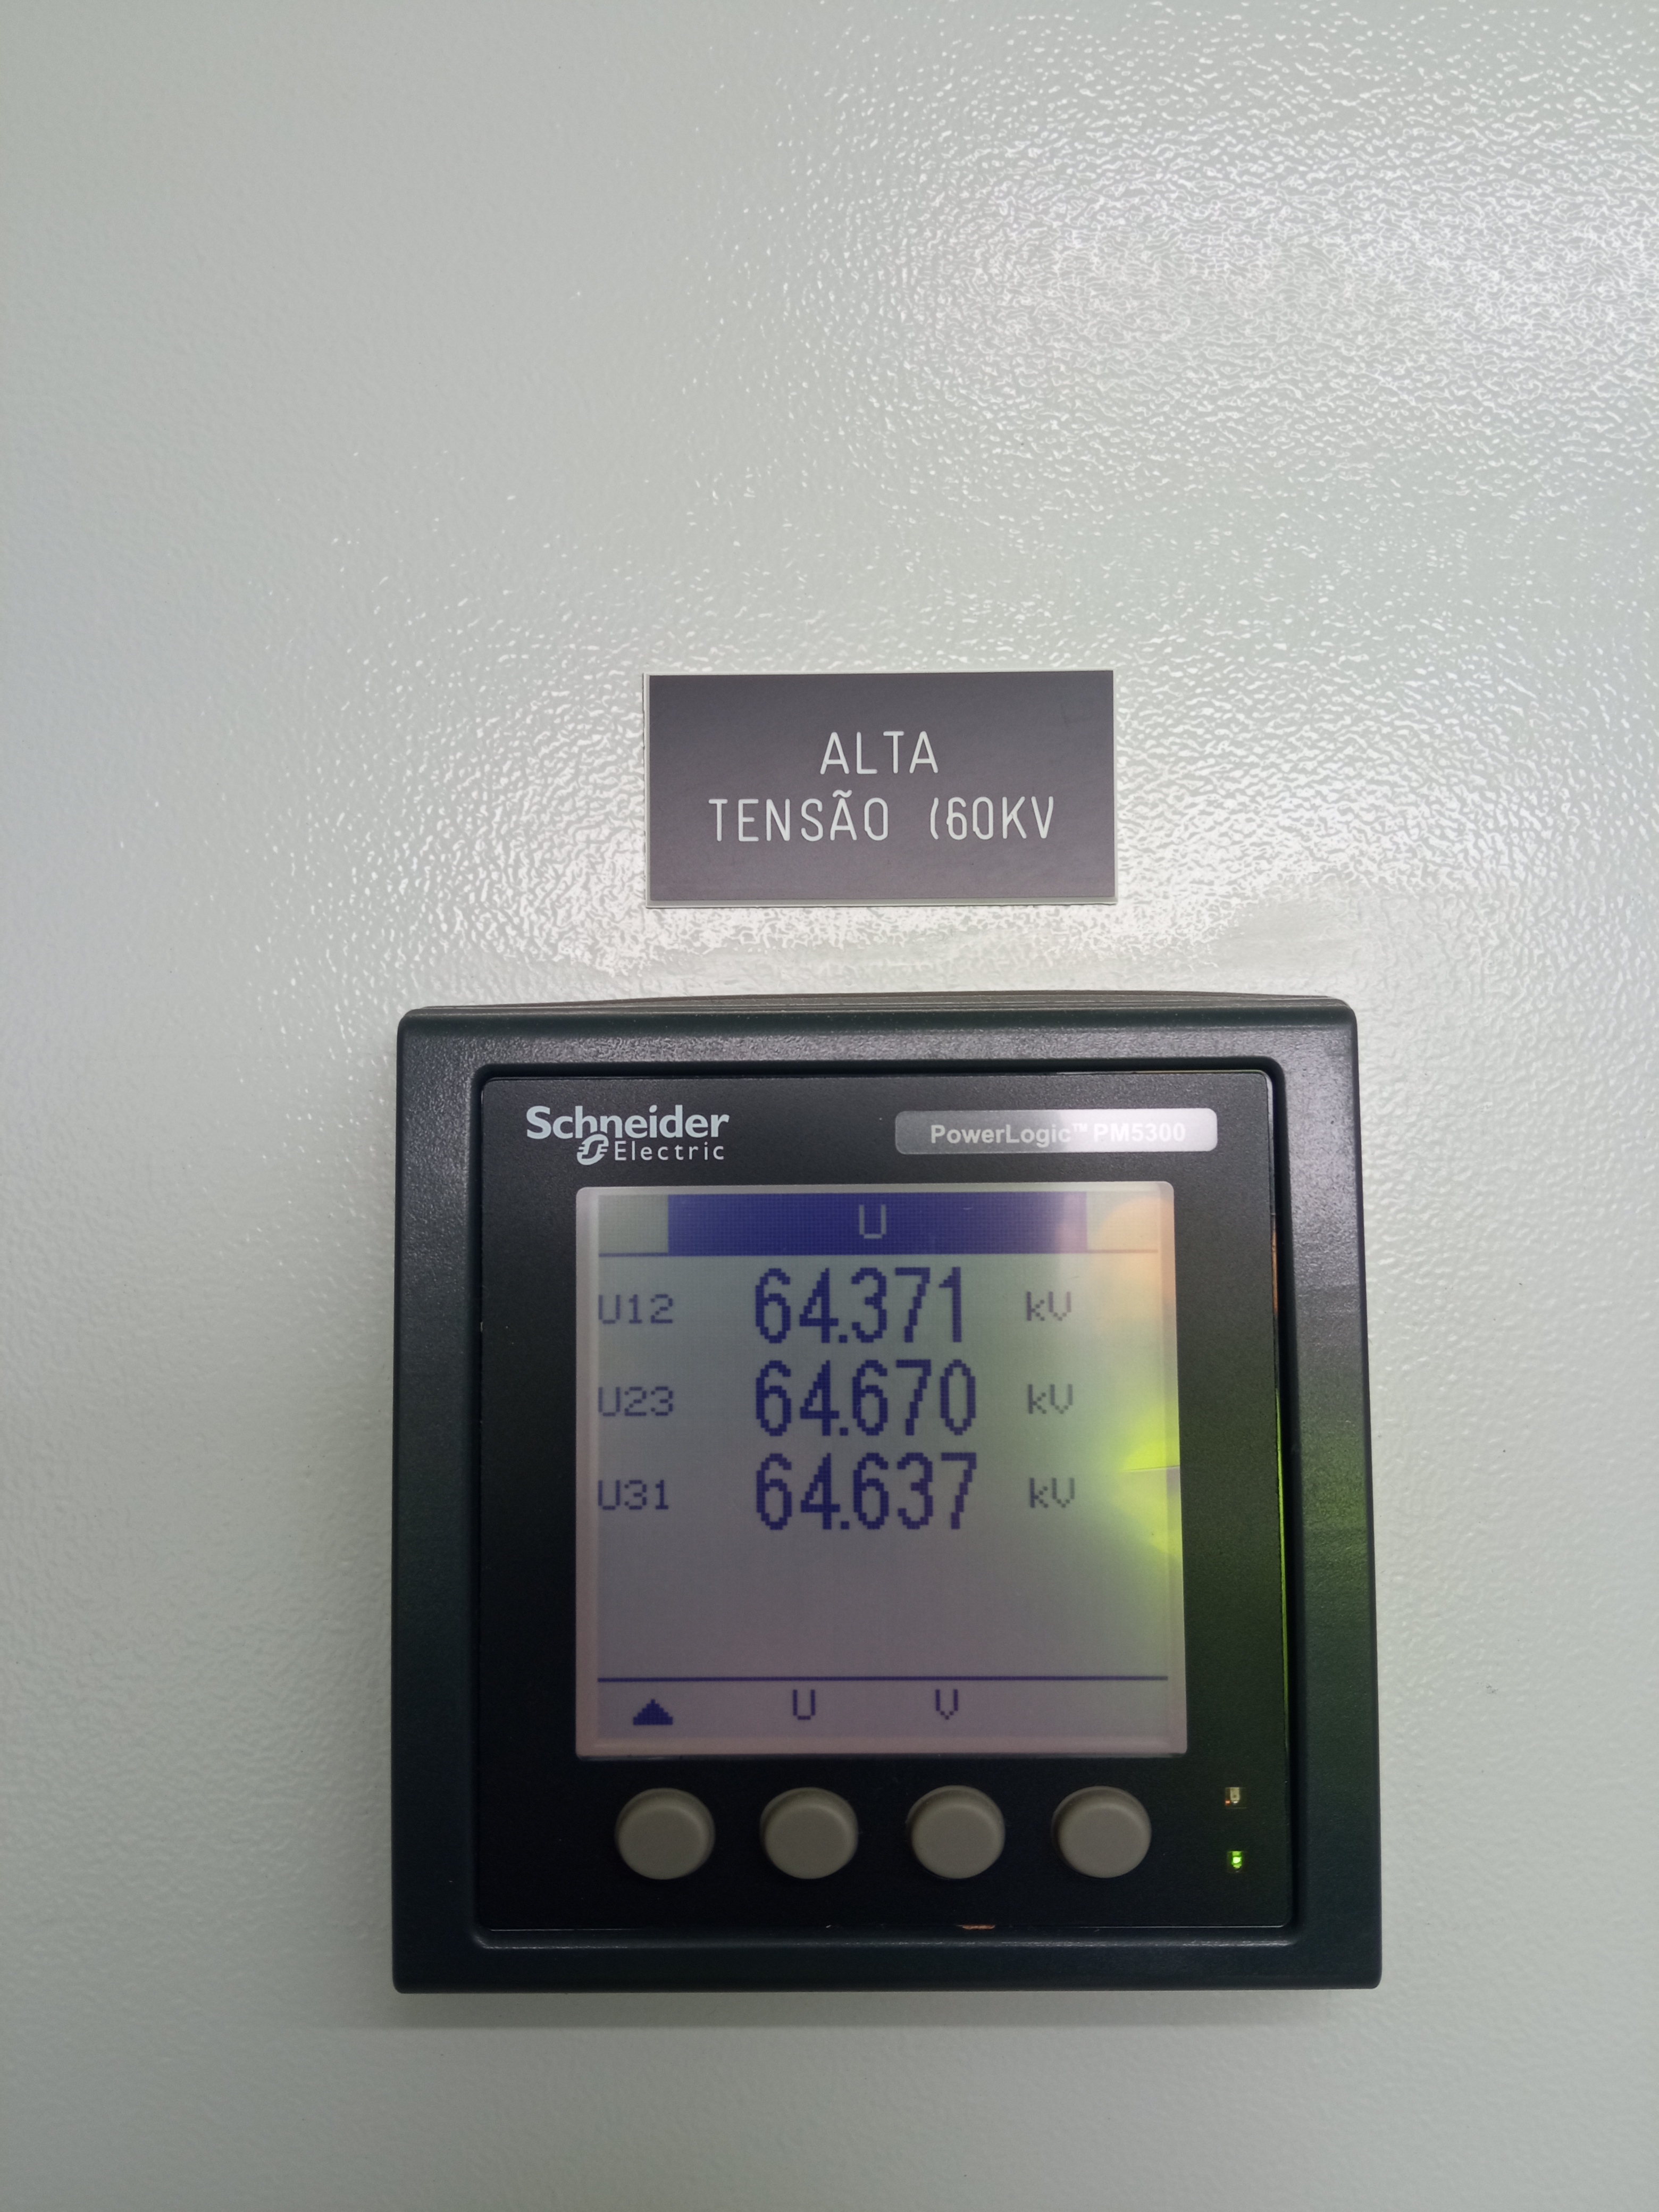 ALTA
TENSÃO (60KV
Schneider
Electric
PowerLogic™ PM5300
U
U12 64.371 kV
U23 64.670 kV
U31 64.637 kV
U V